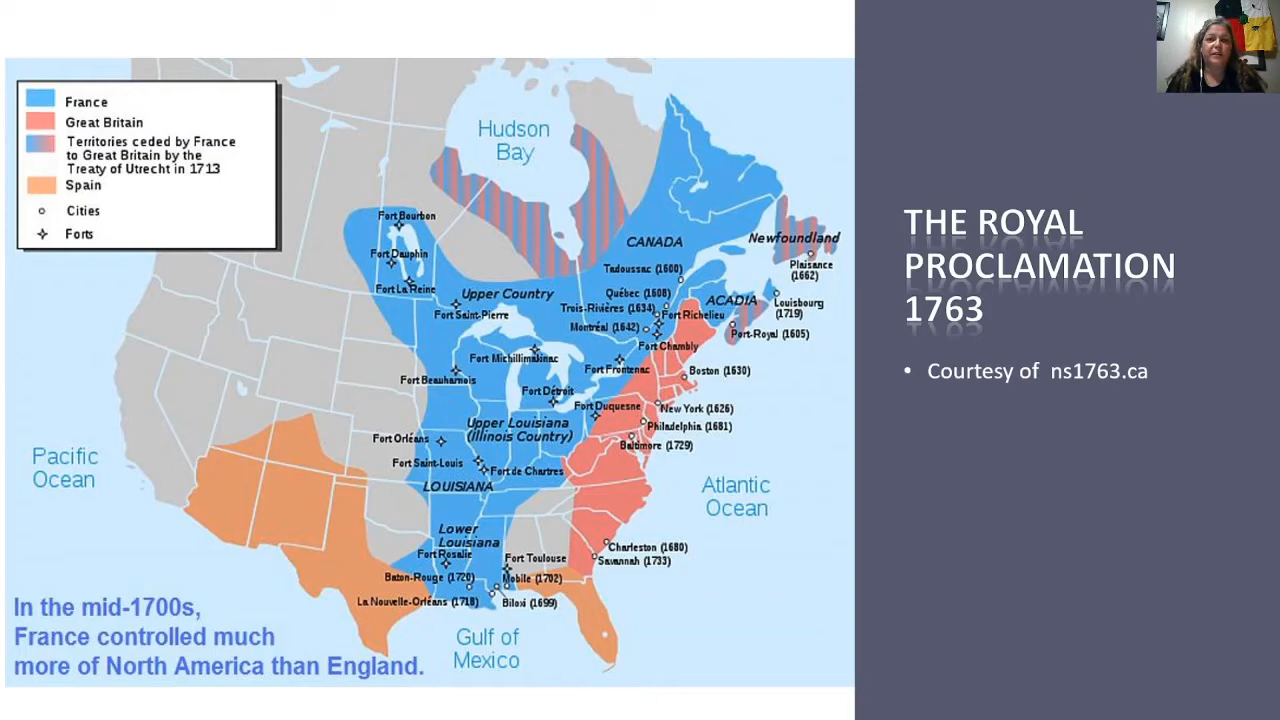 France
Great Britain
Territories ceded by France
to Great Britain by the
Treaty of Utrecht in 1713
Spain
Cities
Forts
Hudson
Bay
Fort Bourbon
Fort Dauphin
Fort La Reine
Upper Country
Fort Saint-Pierre
CANADA
Newfoundland
Plaisance
(1662)
Tadoussac (1600)
Québec (1608)
Trois-Rivières (1634)
Montréal (1642)
ACADIA
Louisbourg
(1719)
Fort Richelieu
Port-Royal (1605)
Fort Chambly
Fort Michillimakinac
Fort Frontenac
Boston (1630)
Fort Beauharnois
Fort Détroit
Fort Duquesne
New York (1626)
Philadelphia (1681)
Baltimore (1729)
Upper Louisiana
(Illinois Country)
Fort Orléans
Fort Saint-Louis
Fort de Chartres
LOUISIANA
Pacific
Ocean
Atlantic
Ocean
Lower
Louisiana
Fort Rosalie
Fort Toulouse
Charleston (1680)
Savannah (1733)
Baton-Rouge (1720)
Mobile (1702)
La Nouvelle-Orléans (1718)
Biloxi (1699)
Gulf of
Mexico
In the mid-1700s,
France controlled much
more of North America than England.
THE ROYAL
PROCLAMATION
1763
• Courtesy of ns1763.ca